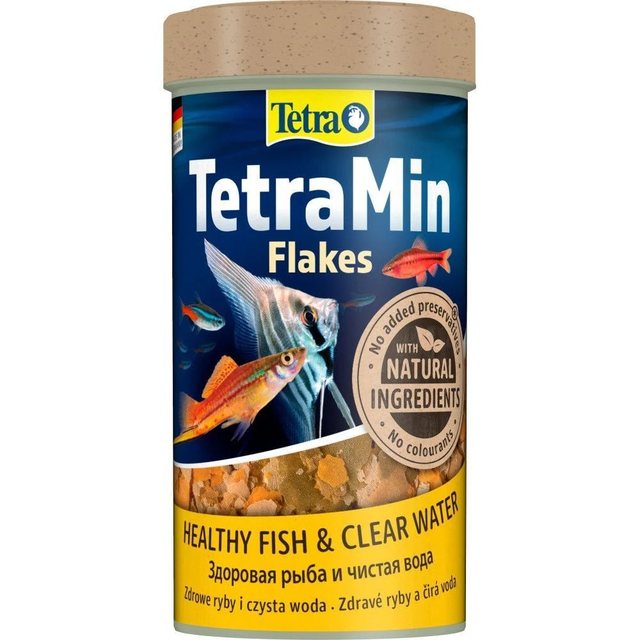 Tetra
TetraMin
Flakes
No added preservatives®
WITH
NATURAL
INGREDIENTS
No colourants
HEALTHY FISH & CLEAR WATER
Здоровая рыба и чистая вода
Zdrowe ryby i czysta woda - Zdravé ryby a čirá voda